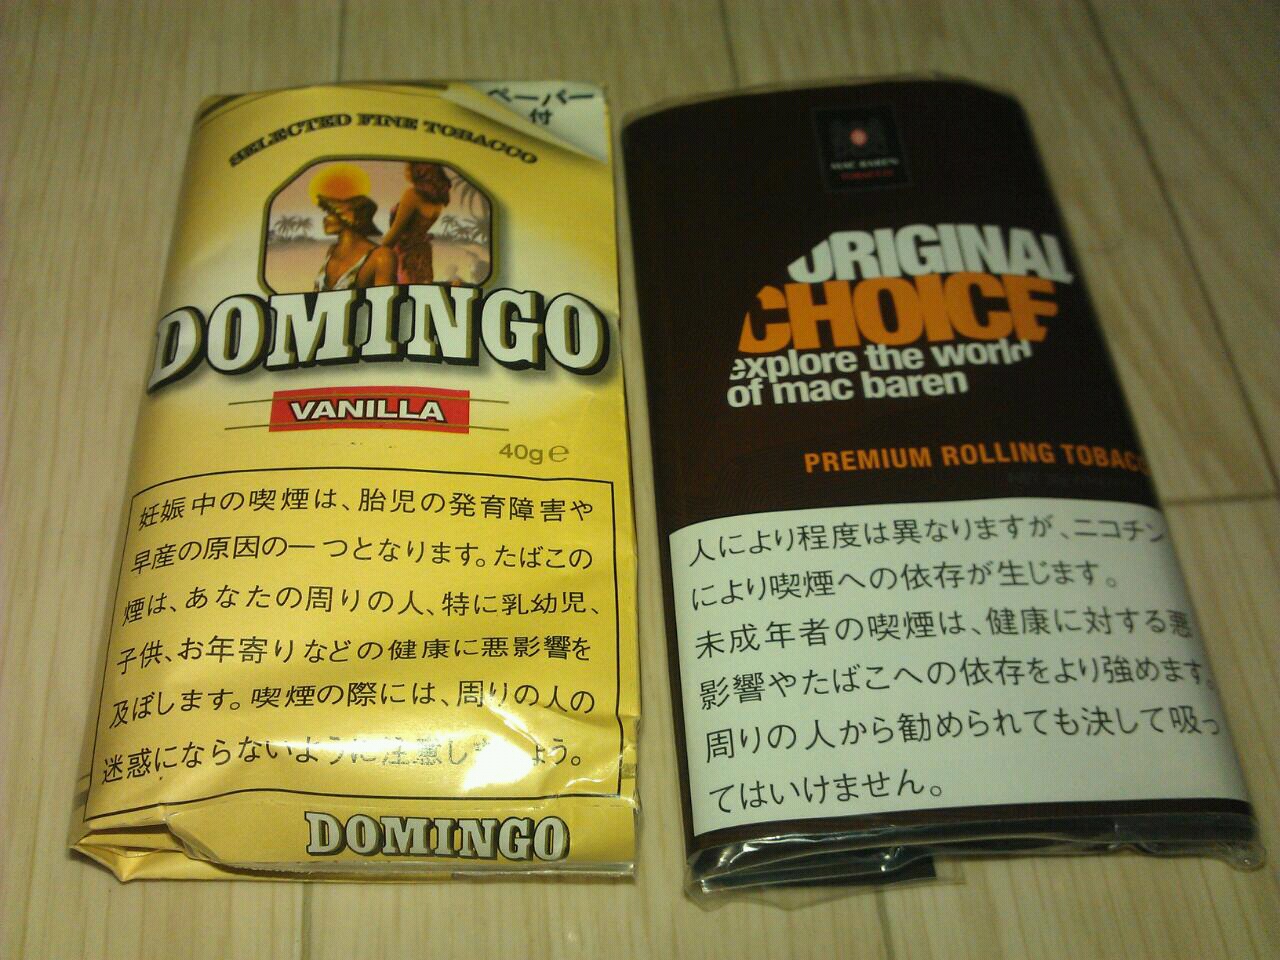 ペーパー
付
SELECTED FINE TOBACCO
DOMINGO
VANILLA
40g e
妊娠中の喫煙は、胎児の発育障害や
早産の原因の一つとなります。たばこの
煙は、あなたの周りの人、特に乳幼児、
子供、お年寄りなどの健康に悪影響を
及ぼします。喫煙の際には、周りの人の
迷惑にならないように注意しましょう。
DOMINGO
MAC BAREN
TOBACCO
ORIGINAL
CHOICE
explore the world
of mac baren
PREMIUM ROLLING TOBACC
人により程度は異なりますが、ニコチン
により喫煙への依存が生じます。
未成年者の喫煙は、健康に対する悪
影響やたばこへの依存をより強めます。
周りの人から勧められても決して吸っ
てはいけません。